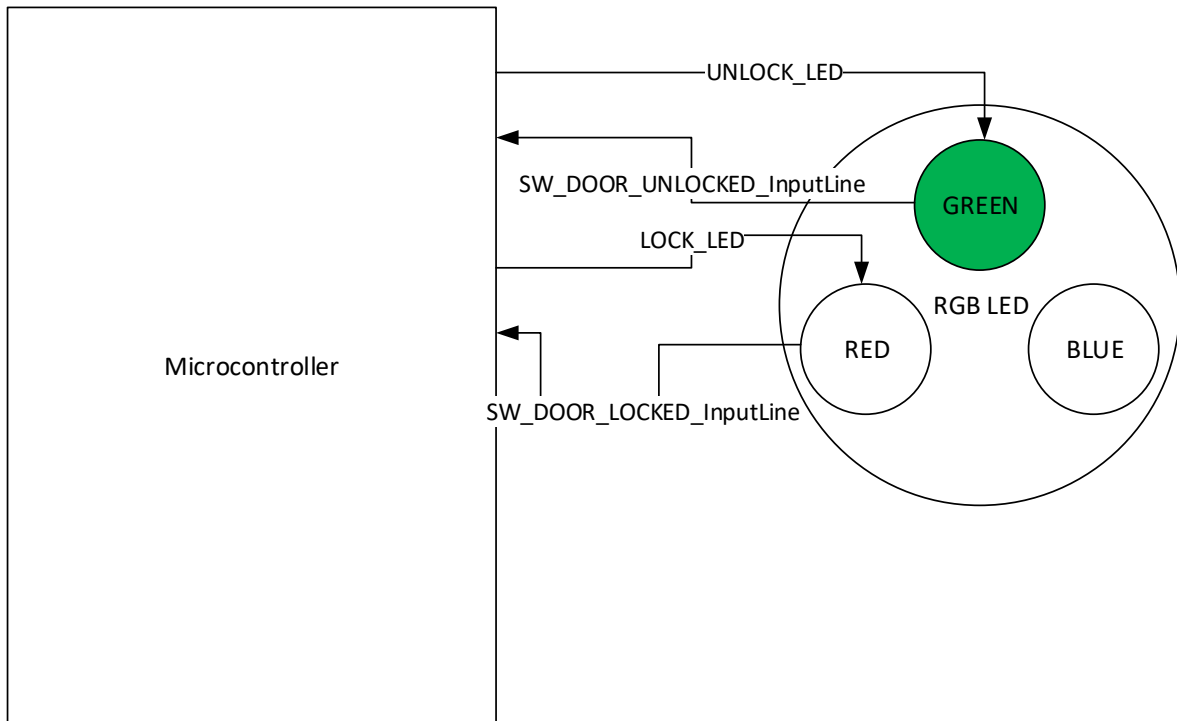 UNLOCK_LED
SW_DOOR_UNLOCKED_InputLine
GREEN
LOCK_LED
RGB LED
RED
BLUE
Microcontroller
SW_DOOR_LOCKED_InputLine